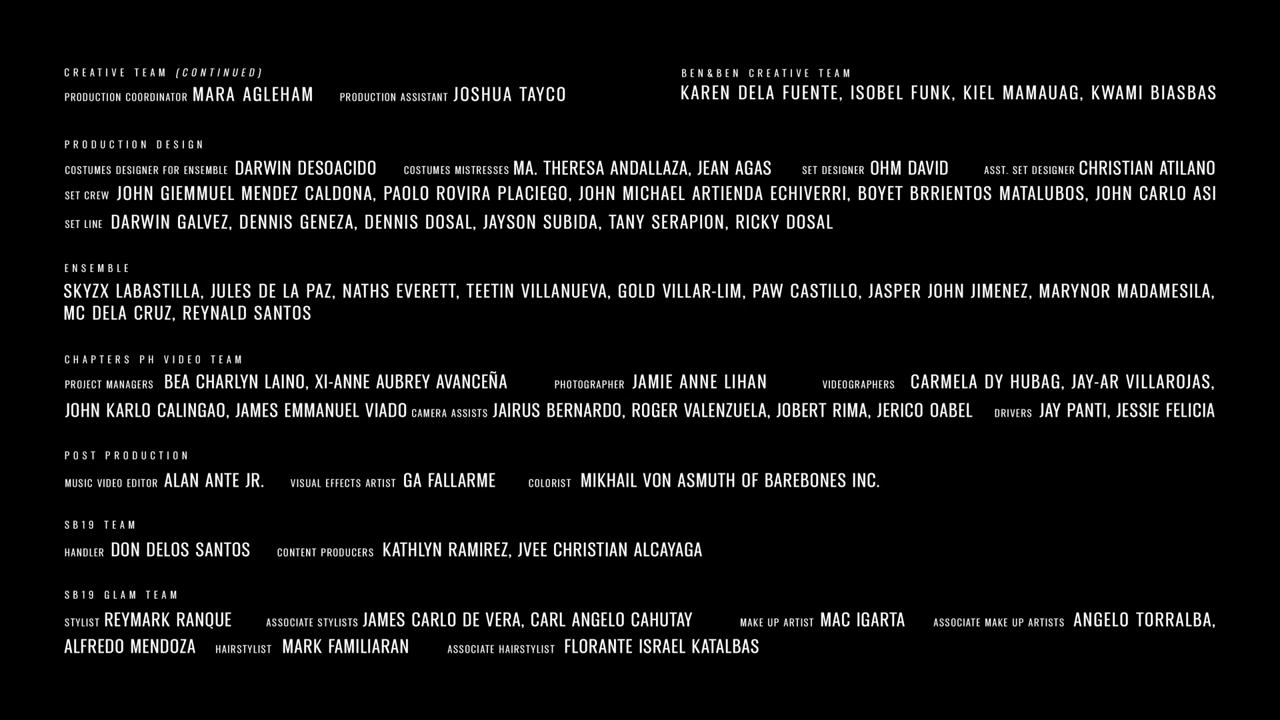 CREATIVE TEAM (CONTINUED)
PRODUCTION COORDINATOR MARA AGLEHAM PRODUCTION ASSISTANT JOSHUA TAYCO
BEN&BEN CREATIVE TEAM
KAREN DELA FUENTE, ISOBEL FUNK, KIEL MAMAUAG, KWAMI BIASBAS
PRODUCTION DESIGN
COSTUMES DESIGNER FOR ENSEMBLE DARWIN DESOACIDO COSTUMES MISTRESSES MA. THERESA ANDALLAZA, JEAN AGAS SET DESIGNER OHM DAVID ASST. SET DESIGNER CHRISTIAN ATILANO
SET CREW JOHN GIEMMUEL MENDEZ CALDONA, PAOLO ROVIRA PLACIEGO, JOHN MICHAEL ARTIENDA ECHIVERRI, BOYET BRRIENTOS MATALUBOS, JOHN CARLO ASI
SET LINE DARWIN GALVEZ, DENNIS GENEZA, DENNIS DOSAL, JAYSON SUBIDA, TANY SERAPION, RICKY DOSAL
ENSEMBLE
SKYZX LABASTILLA, JULES DE LA PAZ, NATHS EVERETT, TEETIN VILLANUEVA, GOLD VILLAR-LIM, PAW CASTILLO, JASPER JOHN JIMENEZ, MARYNOR MADAMESILA,
MC DELA CRUZ, REYNALD SANTOS
CHAPTERS PH VIDEO TEAM
PROJECT MANAGERS BEA CHARLYN LAINO, XI-ANNE AUBREY AVANCEÑA PHOTOGRAPHER JAMIE ANNE LIHAN VIDEOGRAPHERS CARMELA DY HUBAG, JAY-AR VILLAROJAS,
JOHN KARLO CALINGAO, JAMES EMMANUEL VIADO CAMERA ASSISTS JAIRUS BERNARDO, ROGER VALENZUELA, JOBERT RIMA, JERICO OABEL DRIVERS JAY PANTI, JESSIE FELICIA
POST PRODUCTION
MUSIC VIDEO EDITOR ALAN ANTE JR. VISUAL EFFECTS ARTIST GA FALLARME COLORIST MIKHAIL VON ASMUTH OF BAREBONES INC.
SB19 TEAM
HANDLER DON DELOS SANTOS CONTENT PRODUCERS KATHLYN RAMIREZ, JVEE CHRISTIAN ALCAYAGA
SB19 GLAM TEAM
STYLIST REYMARK RANQUE ASSOCIATE STYLISTS JAMES CARLO DE VERA, CARL ANGELO CAHUTAY MAKE UP ARTIST MAC IGARTA ASSOCIATE MAKE UP ARTISTS ANGELO TORRALBA,
ALFREDO MENDOZA HAIRSTYLIST MARK FAMILIARAN ASSOCIATE HAIRSTYLIST FLORANTE ISRAEL KATALBAS